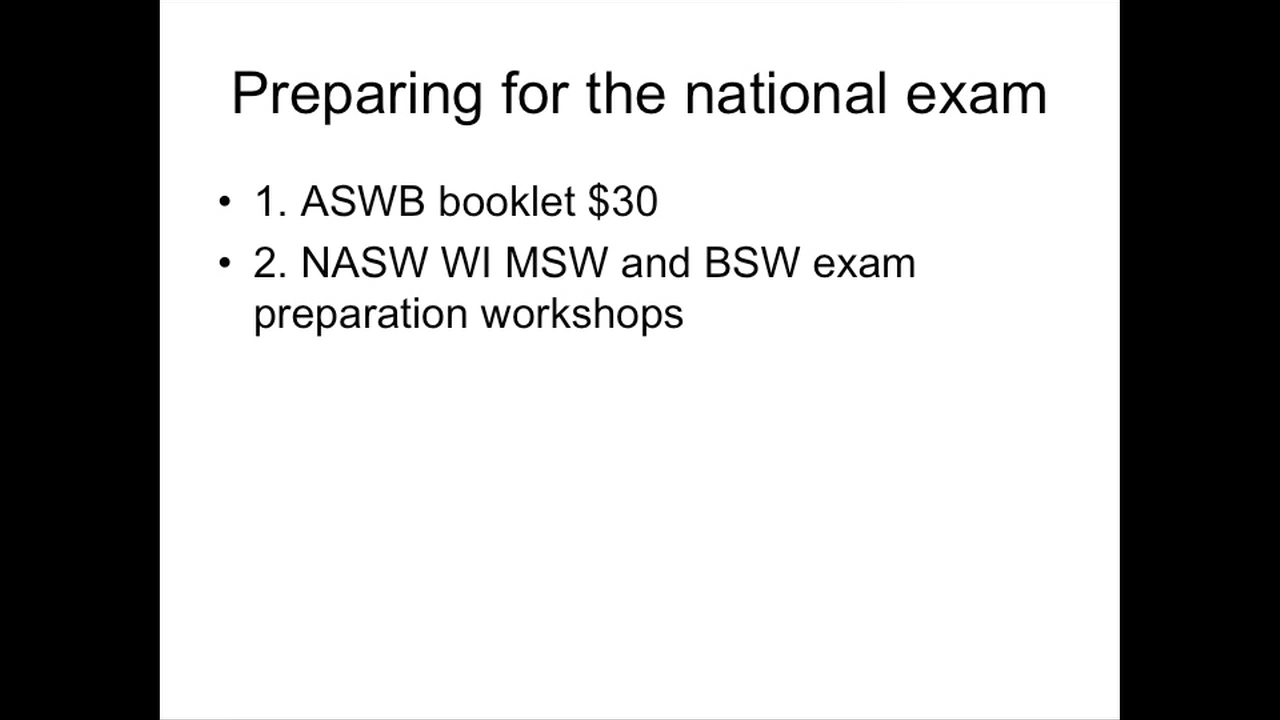 Preparing for the national exam
• 1. ASWB booklet $30
• 2. NASW WI MSW and BSW exam
preparation workshops